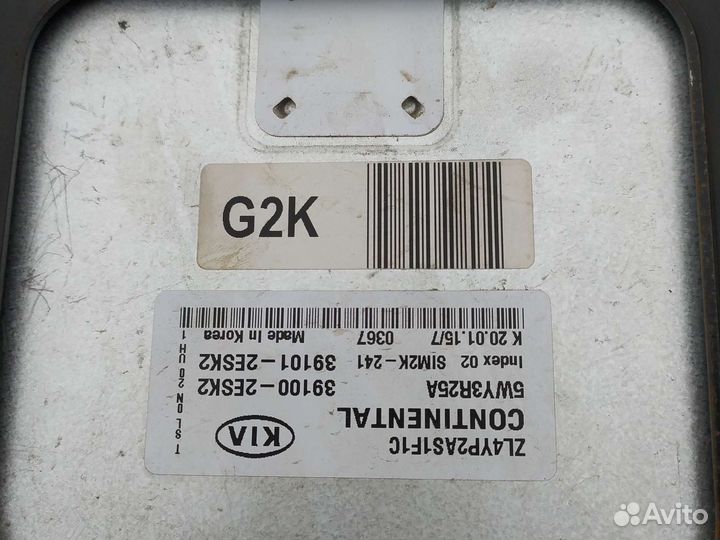 G2K
ZL4YP2AS1F1C
CONTINENTAL
KIA
5WY3R25A
Index 02 SIM2K-241
39100-2ESK2
39101-2ESK2
K 20.01.15/7 0367 Made In Korea
Avito